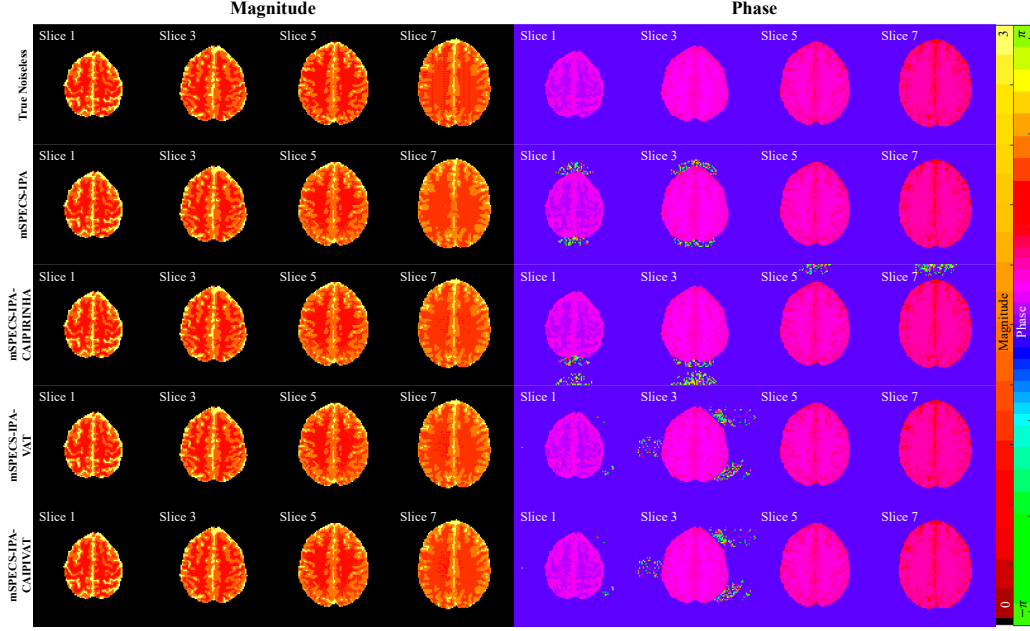 Magnitude Phase
True Noiseless
Slice 1 Slice 3 Slice 5 Slice 7 Slice 1 Slice 3 Slice 5 Slice 7
mSPECS-IPA
Slice 1 Slice 3 Slice 5 Slice 7 Slice 1 Slice 3 Slice 5 Slice 7
mSPECS-IPA-
CAIPIRINHA
Slice 1 Slice 3 Slice 5 Slice 7 Slice 1 Slice 3 Slice 5 Slice 7
mSPECS-IPA-
VAT
Slice 1 Slice 3 Slice 5 Slice 7 Slice 1 Slice 3 Slice 5 Slice 7
mSPECS-IPA-
CAIPIVAT
Slice 1 Slice 3 Slice 5 Slice 7 Slice 1 Slice 3 Slice 5 Slice 7
3
Magnitude
0
π
Phase
−π